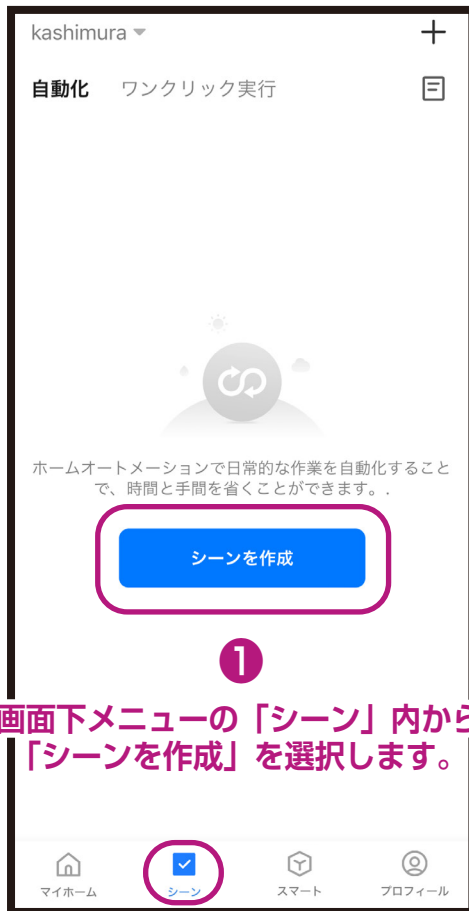 kashimura
自動化 ワンクリック実行
ホームオートメーションで日常的な作業を自動化すること
で、時間と手間を省くことができます。.
シーンを作成
1
画面下メニューの「シーン」内から
「シーンを作成」を選択します。
マイホーム シーン スマート プロフィール